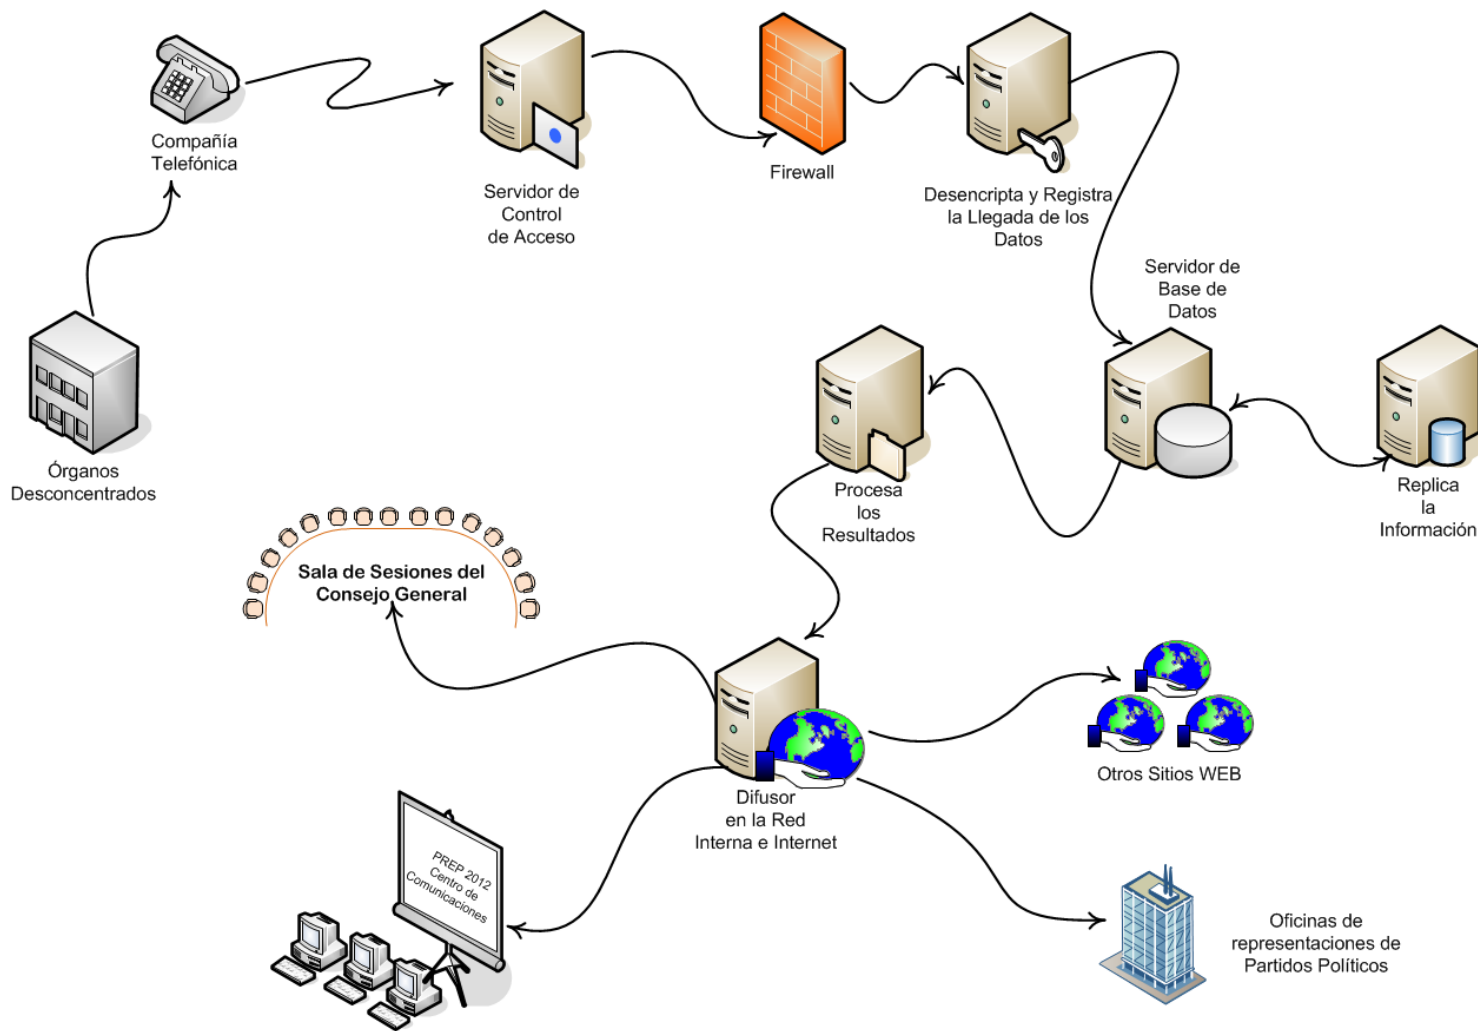 Compañía
Telefónica
Servidor de
Control
de Acceso
Firewall
Desencripta y Registra
la Llegada de los
Datos
Servidor de
Base de
Datos
Órganos
Desconcentrados
Procesa
los
Resultados
Replica
la
Información
Sala de Sesiones del
Consejo General
Difusor
en la Red
Interna e Internet
Otros Sitios WEB
PREP 2012
Centro de
Comunicaciones
Oficinas de
representaciones de
Partidos Políticos